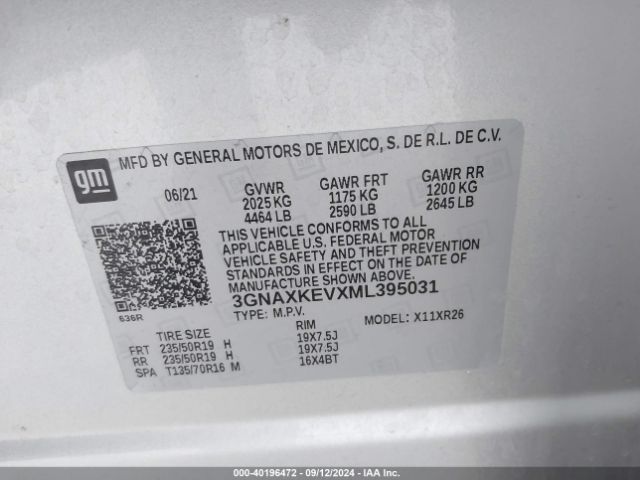 gm
MFD BY GENERAL MOTORS DE MEXICO, S. DE R.L. DE C.V.
06/21 GVWR GAWR FRT GAWR RR
2025 KG 1175 KG 1200 KG
4464 LB 2590 LB 2645 LB
THIS VEHICLE CONFORMS TO ALL
APPLICABLE U.S. FEDERAL MOTOR
VEHICLE SAFETY AND THEFT PREVENTION
STANDARDS IN EFFECT ON THE DATE OF
MANUFACTURE SHOWN ABOVE.
3GNAXKEVXML395031
636R
TYPE: M.P.V. MODEL: X11XR26
TIRE SIZE RIM
FRT 235/50R19 H 19X7.5J
RR 235/50R19 H 19X7.5J
SPA T135/70R16 M 16X4BT
000-40196472 - 09/12/2024 - IAA Inc.